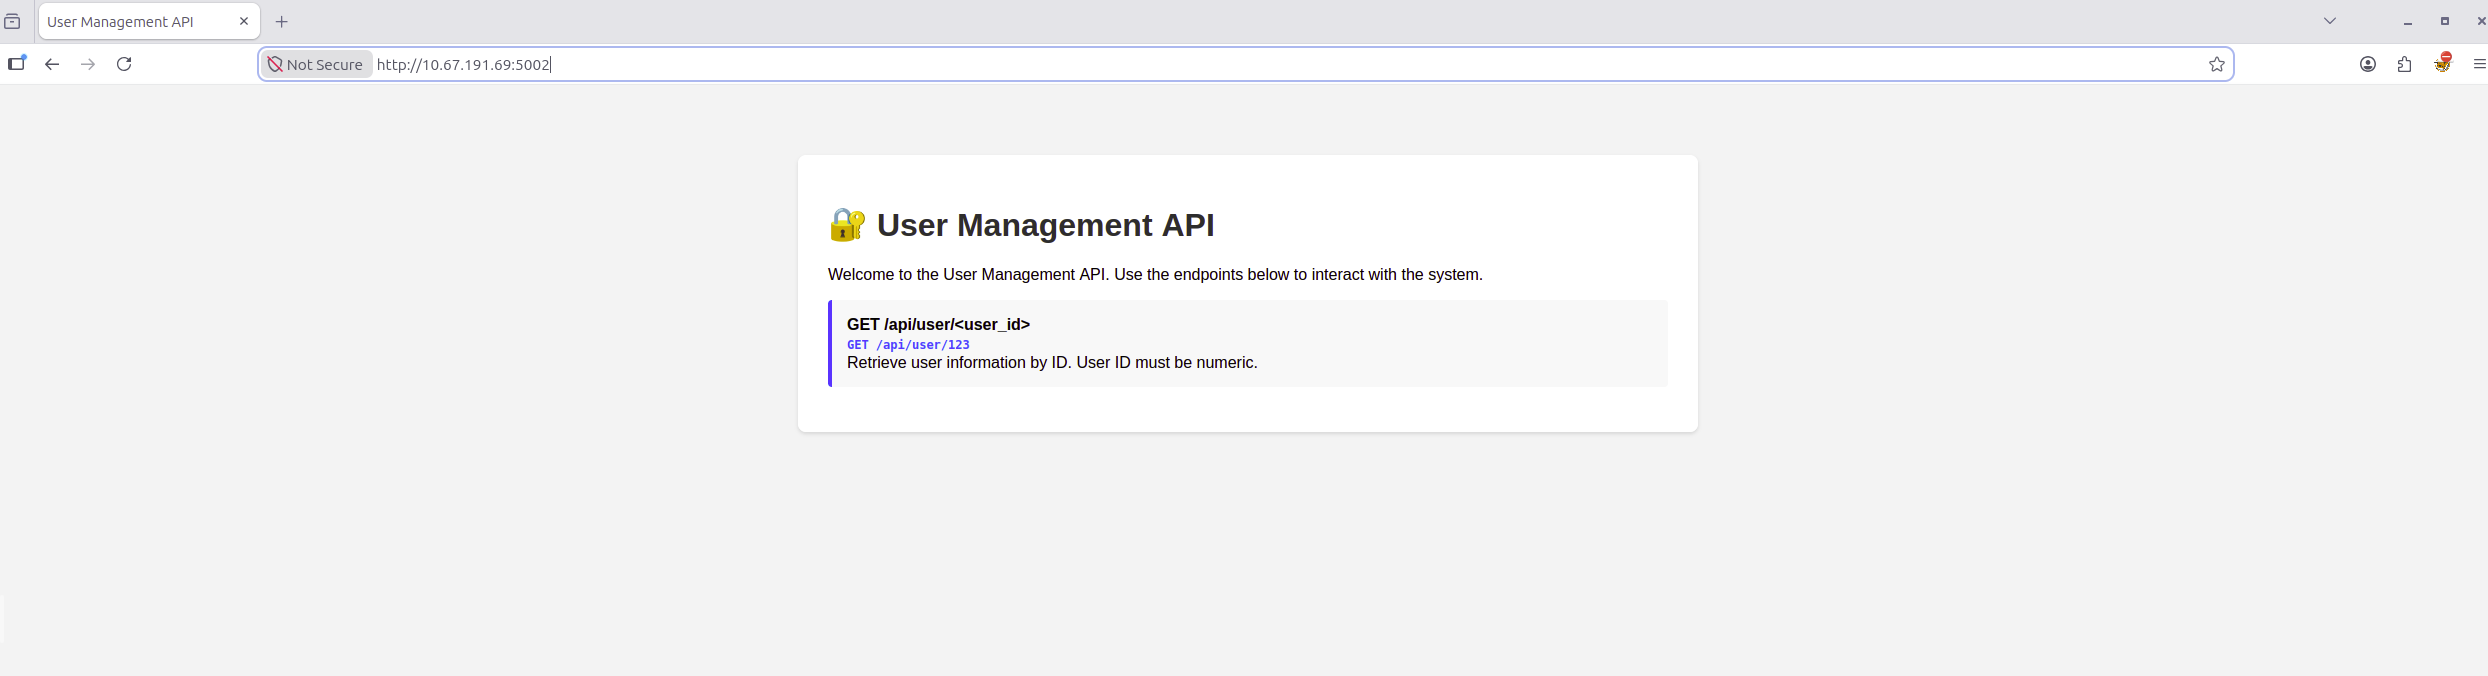 User Management API
Not Secure http://10.67.191.69:5002
User Management API
Welcome to the User Management API. Use the endpoints below to interact with the system.
GET /api/user/<user_id>
GET /api/user/123
Retrieve user information by ID. User ID must be numeric.